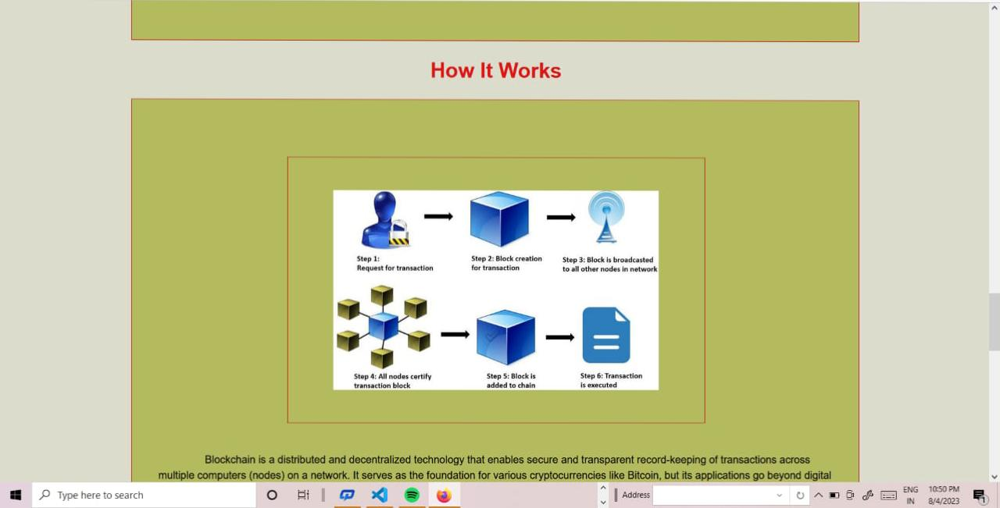 How It Works
Step 1:
Request for transaction
Step 2: Block creation
for transaction
Step 3: Block is broadcasted
to all other nodes in network
Step 4: All nodes certify
transaction block
Step 5: Block is
added to chain
Step 6: Transaction
is executed
Blockchain is a distributed and decentralized technology that enables secure and transparent record-keeping of transactions across
multiple computers (nodes) on a network. It serves as the foundation for various cryptocurrencies like Bitcoin, but its applications go beyond digital
Type here to search
Address
ENG
IN
10:50 PM
8/4/2023
1